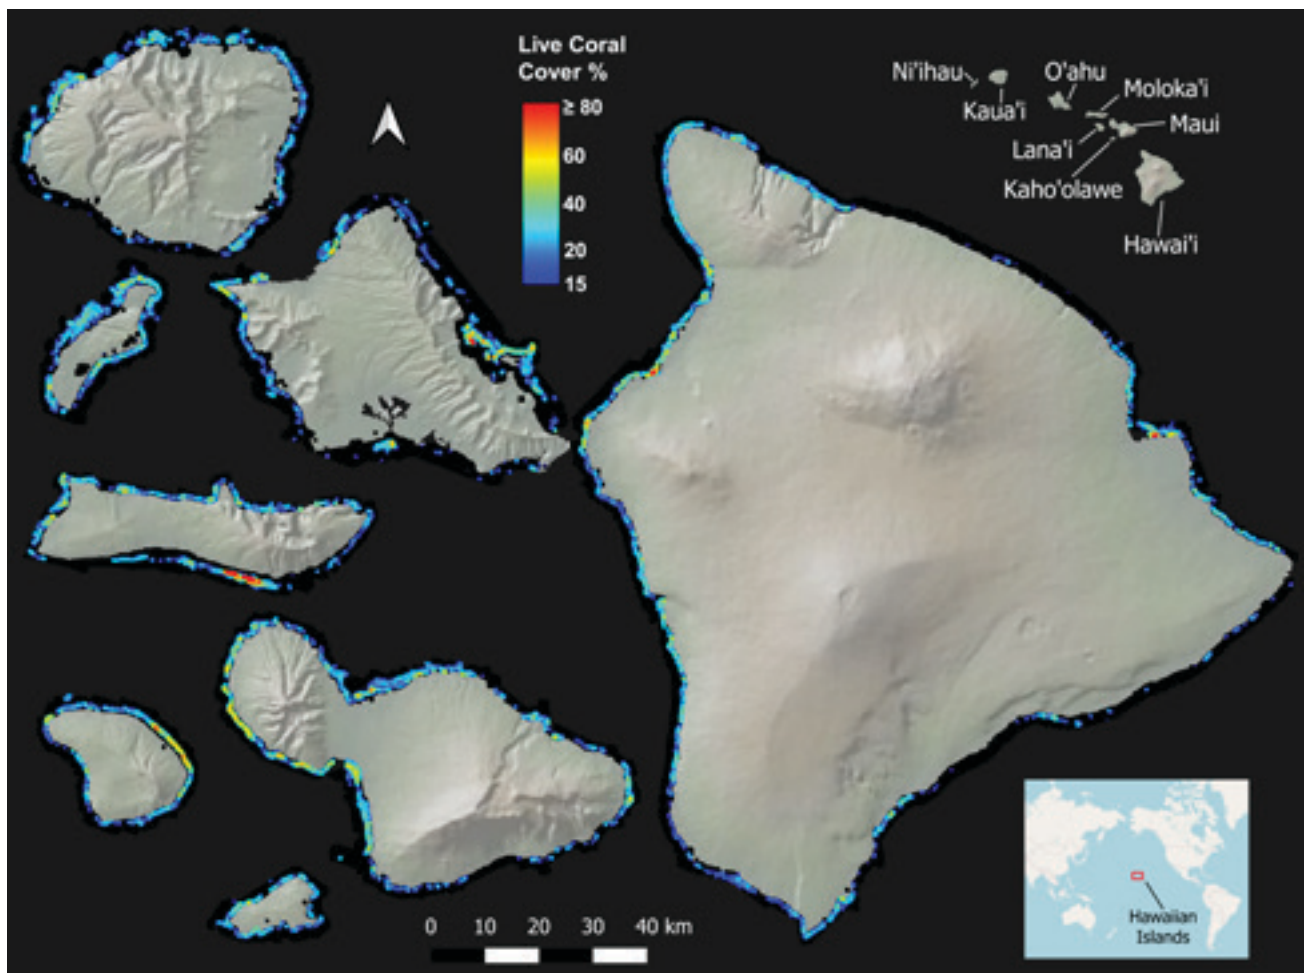 Live Coral
Cover %
≥ 80
60
40
20
15
Ni'ihau
O'ahu
Kaua'i
Moloka'i
Maui
Lana'i
Kaho'olawe
Hawai'i
0 10 20 30 40 km
Hawaiian
Islands